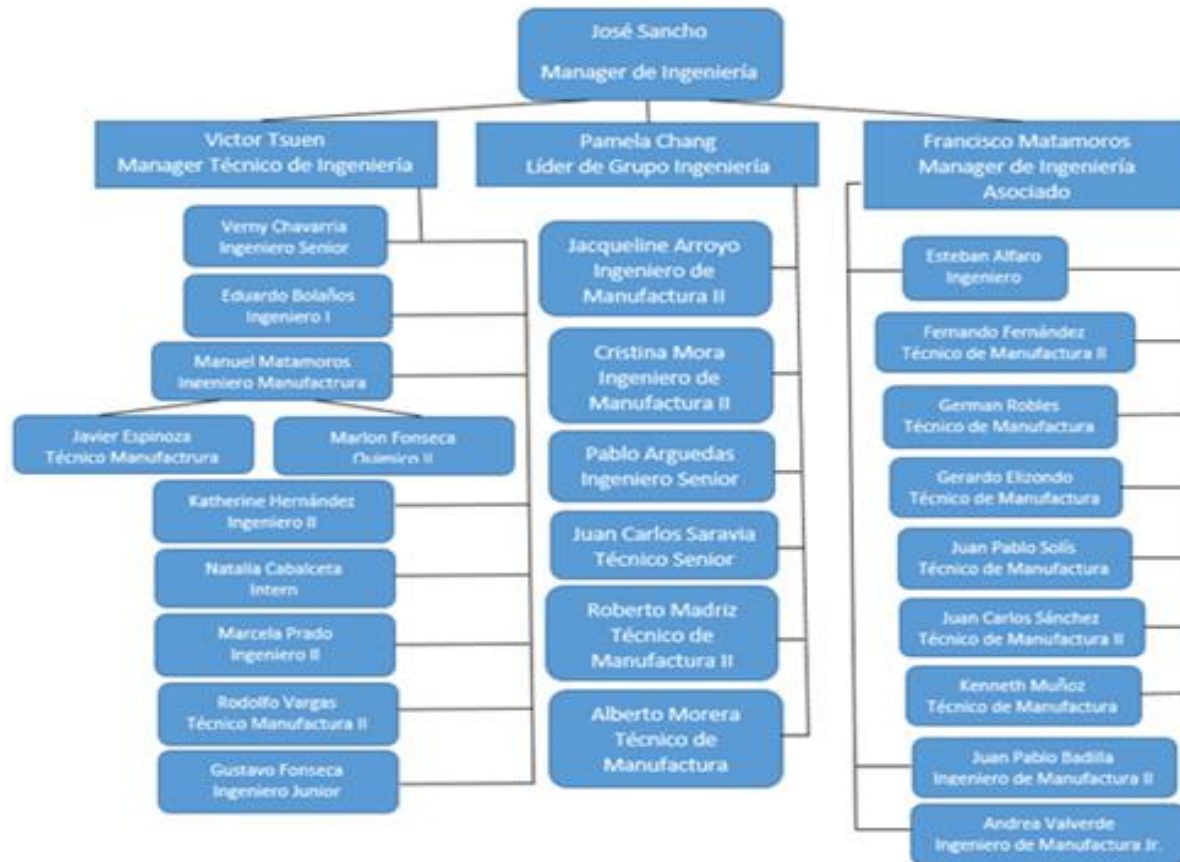 José Sancho
Manager de Ingeniería
Victor Tsuen
Manager Técnico de Ingeniería
Pamela Chang
Líder de Grupo Ingeniería
Francisco Matamoros
Manager de Ingeniería
Asociado
Verny Chavarria
Ingeniero Senior
Eduardo Bolaños
Ingeniero I
Manuel Matamoros
Ingeniero Manufactrura
Javier Espinoza
Técnico Manufactrura
Marlon Fonseca
Quimico II
Katherine Hernández
Ingeniero II
Natalia Cabalceta
Intern
Marcela Prado
Ingeniero II
Rodolfo Vargas
Técnico Manufactura II
Gustavo Fonseca
Ingeniero Junior
Jacqueline Arroyo
Ingeniero de
Manufactura II
Cristina Mora
Ingeniero de
Manufactura II
Pablo Arguedas
Ingeniero Senior
Juan Carlos Saravia
Técnico Senior
Roberto Madriz
Técnico de
Manufactura II
Alberto Morera
Técnico de
Manufactura
Esteban Alfaro
Ingeniero
Fernando Fernández
Técnico de Manufactura II
German Robles
Técnico de Manufactura
Gerardo Elizondo
Técnico de Manufactura
Juan Pablo Solís
Técnico de Manufactura
Juan Carlos Sánchez
Técnico de Manufactura II
Kenneth Muñoz
Técnico de Manufactura
Juan Pablo Badilla
Ingeniero de Manufactura II
Andrea Valverde
Ingeniero de Manufactura Jr.